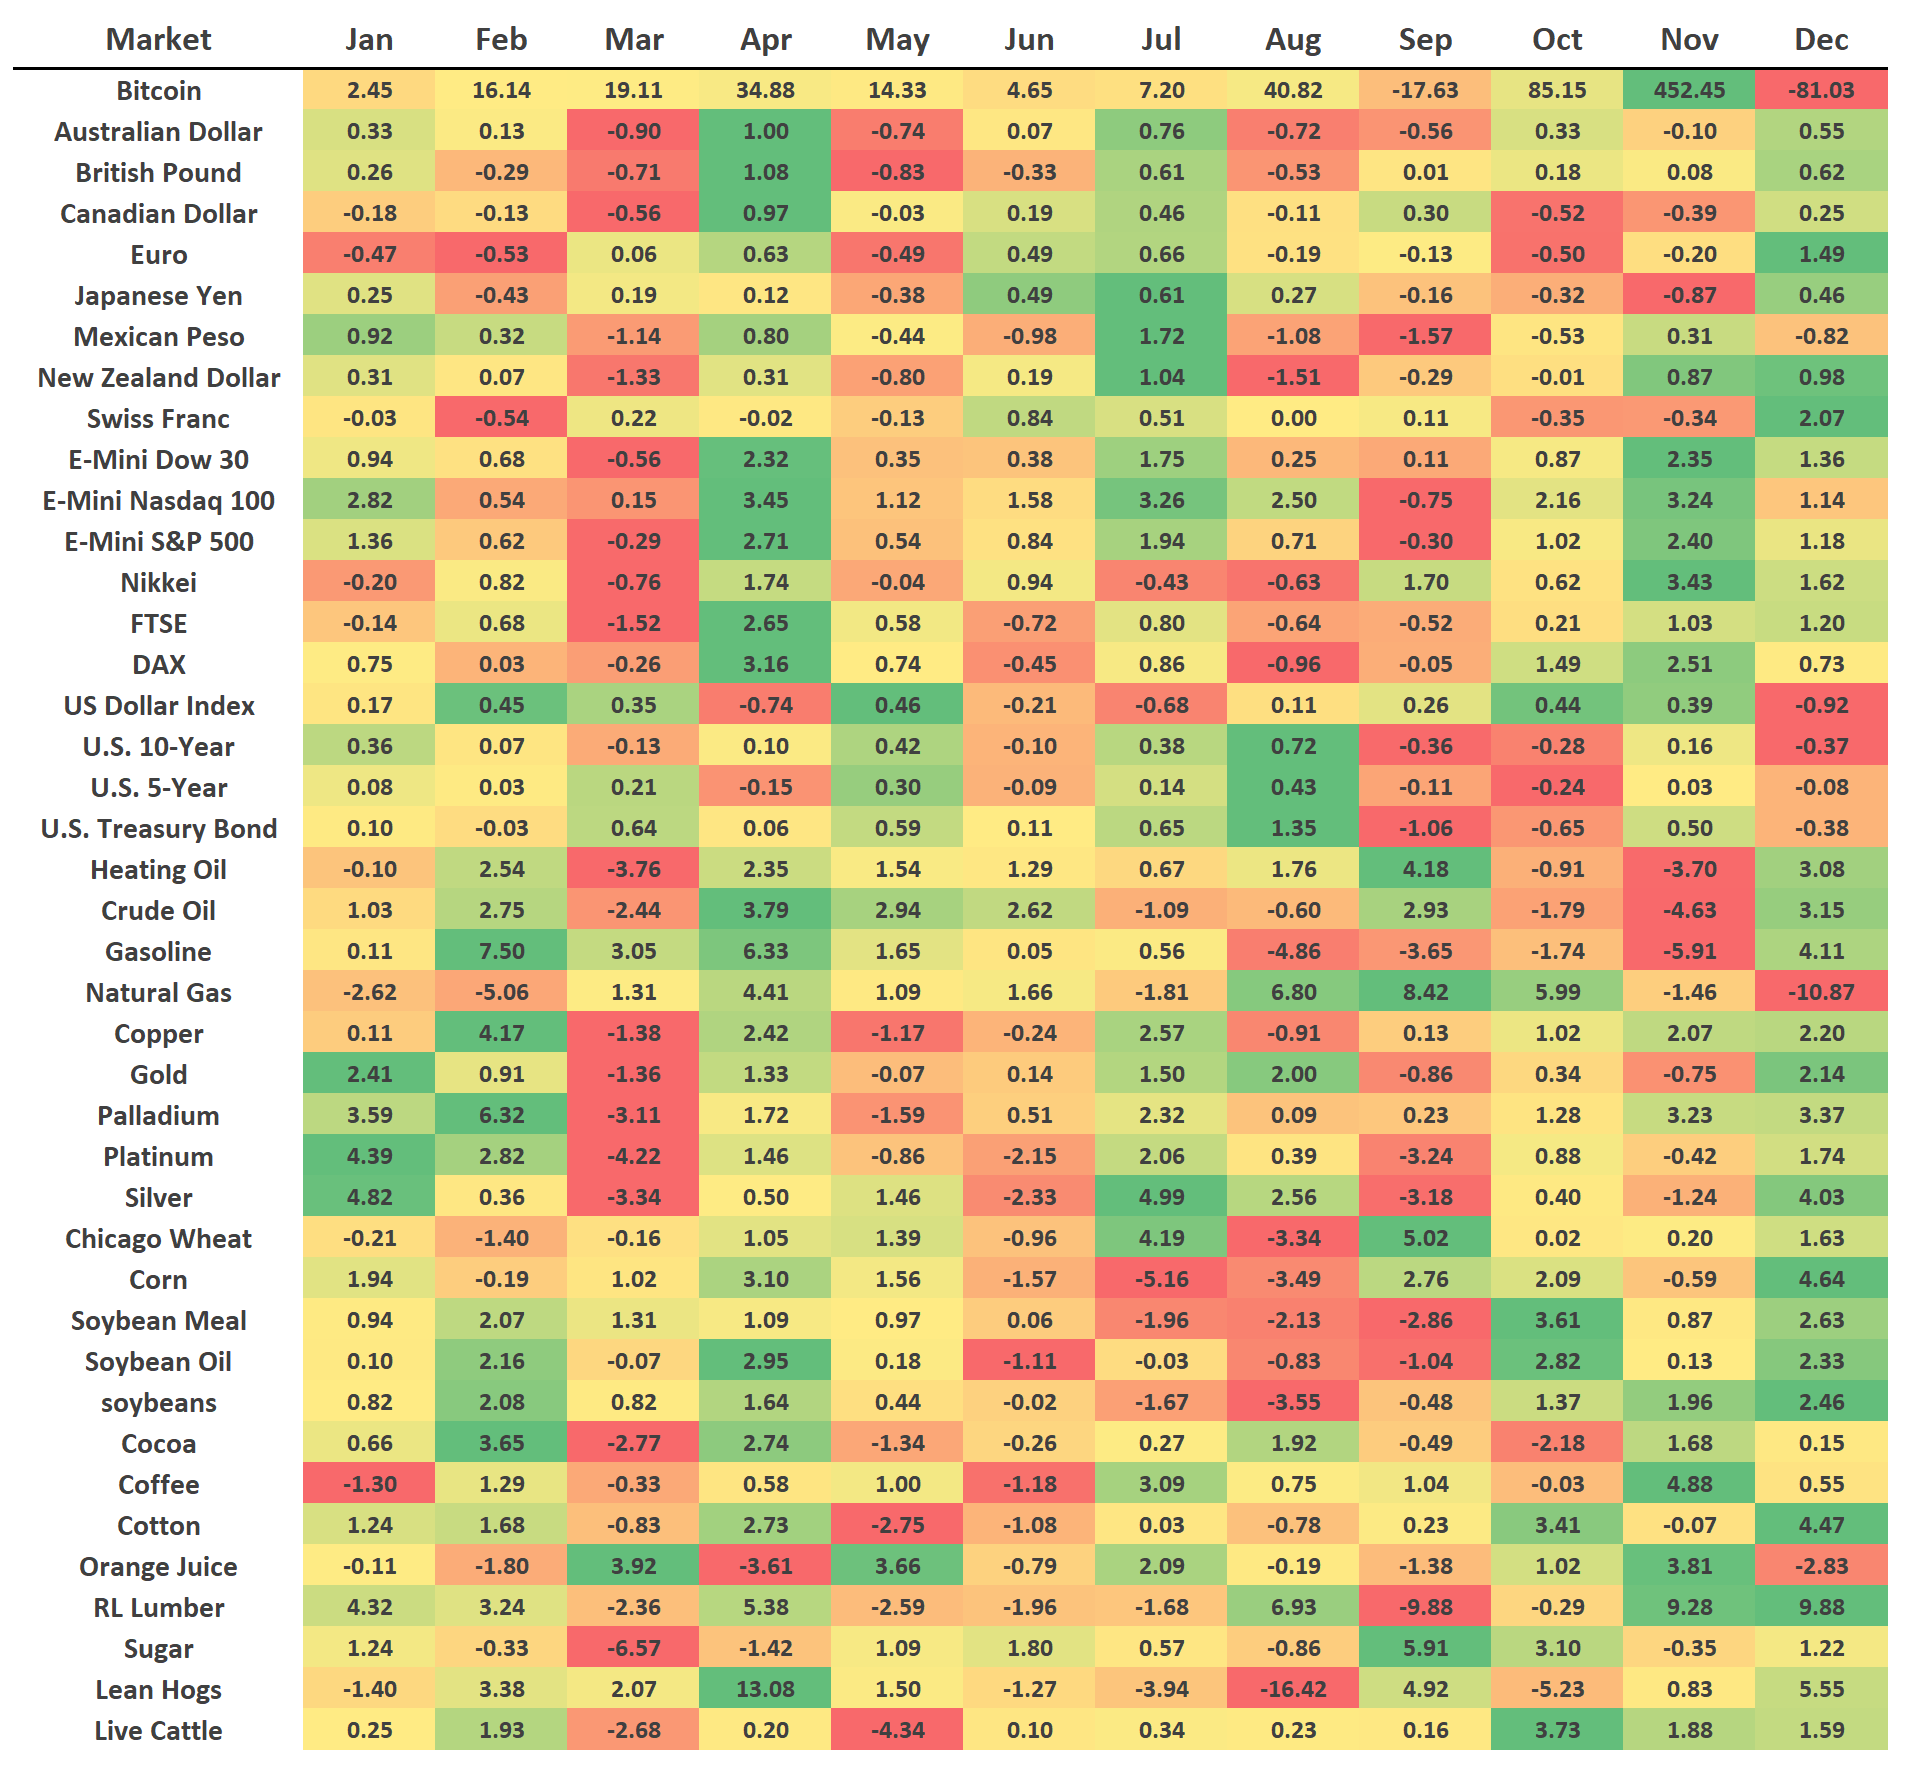 Market Jan Feb Mar Apr May Jun Jul Aug Sep Oct Nov Dec
Bitcoin 2.45 16.14 19.11 34.88 14.33 4.65 7.20 40.82 -17.63 85.15 452.45 -81.03
Australian Dollar 0.33 0.13 -0.90 1.00 -0.74 0.07 0.76 -0.72 -0.56 0.33 -0.10 0.55
British Pound 0.26 -0.29 -0.71 1.08 -0.83 -0.33 0.61 -0.53 0.01 0.18 0.08 0.62
Canadian Dollar -0.18 -0.13 -0.56 0.97 -0.03 0.19 0.46 -0.11 0.30 -0.52 -0.39 0.25
Euro -0.47 -0.53 0.06 0.63 -0.49 0.49 0.66 -0.19 -0.13 -0.50 -0.20 1.49
Japanese Yen 0.25 -0.43 0.19 0.12 -0.38 0.49 0.61 0.27 -0.16 -0.32 -0.87 0.46
Mexican Peso 0.92 0.32 -1.14 0.80 -0.44 -0.98 1.72 -1.08 -1.57 -0.53 0.31 -0.82
New Zealand Dollar 0.31 0.07 -1.33 0.31 -0.80 0.19 1.04 -1.51 -0.29 -0.01 0.87 0.98
Swiss Franc -0.03 -0.54 0.22 -0.02 -0.13 0.84 0.51 0.00 0.11 -0.35 -0.34 2.07
E-Mini Dow 30 0.94 0.68 -0.56 2.32 0.35 0.38 1.75 0.25 0.11 0.87 2.35 1.36
E-Mini Nasdaq 100 2.82 0.54 0.15 3.45 1.12 1.58 3.26 2.50 -0.75 2.16 3.24 1.14
E-Mini S&P 500 1.36 0.62 -0.29 2.71 0.54 0.84 1.94 0.71 -0.30 1.02 2.40 1.18
Nikkei -0.20 0.82 -0.76 1.74 -0.04 0.94 -0.43 -0.63 1.70 0.62 3.43 1.62
FTSE -0.14 0.68 -1.52 2.65 0.58 -0.72 0.80 -0.64 -0.52 0.21 1.03 1.20
DAX 0.75 0.03 -0.26 3.16 0.74 -0.45 0.86 -0.96 -0.05 1.49 2.51 0.73
US Dollar Index 0.17 0.45 0.35 -0.74 0.46 -0.21 -0.68 0.11 0.26 0.44 0.39 -0.92
U.S. 10-Year 0.36 0.07 -0.13 0.10 0.42 -0.10 0.38 0.72 -0.36 -0.28 0.16 -0.37
U.S. 5-Year 0.08 0.03 0.21 -0.15 0.30 -0.09 0.14 0.43 -0.11 -0.24 0.03 -0.08
U.S. Treasury Bond 0.10 -0.03 0.64 0.06 0.59 0.11 0.65 1.35 -1.06 -0.65 0.50 -0.38
Heating Oil -0.10 2.54 -3.76 2.35 1.54 1.29 0.67 1.76 4.18 -0.91 -3.70 3.08
Crude Oil 1.03 2.75 -2.44 3.79 2.94 2.62 -1.09 -0.60 2.93 -1.79 -4.63 3.15
Gasoline 0.11 7.50 3.05 6.33 1.65 0.05 0.56 -4.86 -3.65 -1.74 -5.91 4.11
Natural Gas -2.62 -5.06 1.31 4.41 1.09 1.66 -1.81 6.80 8.42 5.99 -1.46 -10.87
Copper 0.11 4.17 -1.38 2.42 -1.17 -0.24 2.57 -0.91 0.13 1.02 2.07 2.20
Gold 2.41 0.91 -1.36 1.33 -0.07 0.14 1.50 2.00 -0.86 0.34 -0.75 2.14
Palladium 3.59 6.32 -3.11 1.72 -1.59 0.51 2.32 0.09 0.23 1.28 3.23 3.37
Platinum 4.39 2.82 -4.22 1.46 -0.86 -2.15 2.06 0.39 -3.24 0.88 -0.42 1.74
Silver 4.82 0.36 -3.34 0.50 1.46 -2.33 4.99 2.56 -3.18 0.40 -1.24 4.03
Chicago Wheat -0.21 -1.40 -0.16 1.05 1.39 -0.96 4.19 -3.34 5.02 0.02 0.20 1.63
Corn 1.94 -0.19 1.02 3.10 1.56 -1.57 -5.16 -3.49 2.76 2.09 -0.59 4.64
Soybean Meal 0.94 2.07 1.31 1.09 0.97 0.06 -1.96 -2.13 -2.86 3.61 0.87 2.63
Soybean Oil 0.10 2.16 -0.07 2.95 0.18 -1.11 -0.03 -0.83 -1.04 2.82 0.13 2.33
soybeans 0.82 2.08 0.82 1.64 0.44 -0.02 -1.67 -3.55 -0.48 1.37 1.96 2.46
Cocoa 0.66 3.65 -2.77 2.74 -1.34 -0.26 0.27 1.92 -0.49 -2.18 1.68 0.15
Coffee -1.30 1.29 -0.33 0.58 1.00 -1.18 3.09 0.75 1.04 -0.03 4.88 0.55
Cotton 1.24 1.68 -0.83 2.73 -2.75 -1.08 0.03 -0.78 0.23 3.41 -0.07 4.47
Orange Juice -0.11 -1.80 3.92 -3.61 3.66 -0.79 2.09 -0.19 -1.38 1.02 3.81 -2.83
RL Lumber 4.32 3.24 -2.36 5.38 -2.59 -1.96 -1.68 6.93 -9.88 -0.29 9.28 9.88
Sugar 1.24 -0.33 -6.57 -1.42 1.09 1.80 0.57 -0.86 5.91 3.10 -0.35 1.22
Lean Hogs -1.40 3.38 2.07 13.08 1.50 -1.27 -3.94 -16.42 4.92 -5.23 0.83 5.55
Live Cattle 0.25 1.93 -2.68 0.20 -4.34 0.10 0.34 0.23 0.16 3.73 1.88 1.59